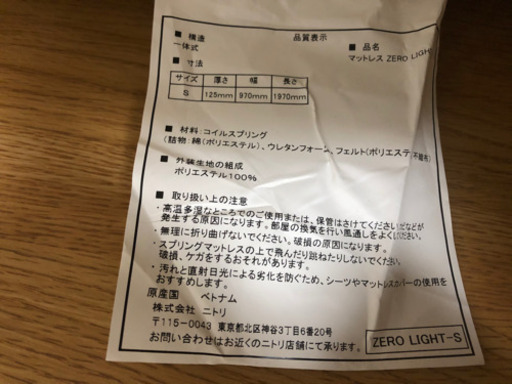 品質表示
■ 構造
一体式
■ 品名
マットレス ZERO LIGHT-
■ 寸法
サイズ 厚さ 幅 長さ
S 125mm 970mm 1970mm
■ 材料:コイルスプリング
(詰物:綿(ポリエステル)、ウレタンフォーム、フェルト(ポリエステ
■ 外装生地の組成
ポリエステル100%
■ 取り扱い上の注意
・高温多湿なところでのご使用または、保管はさけてください
発生する原因になります。部屋の換気を行い風通しをよくください。
・無理に折り曲げないでください。破損の原因になります。
・スプリングマットレスの上で飛んだり跳ねたりしないでくださ
破損、ケガをするおそれがあります。
・汚れと直射日光による劣化を防ぐため、シーツやマットレスカバーの使用を
おすすめします。
原産国 ベトナム
株式会社 ニトリ
〒115-0043 東京都北区神谷3丁目6番20号
お問い合わせはお近くのニトリ店舗にて承ります。
ZERO LIGHT-S